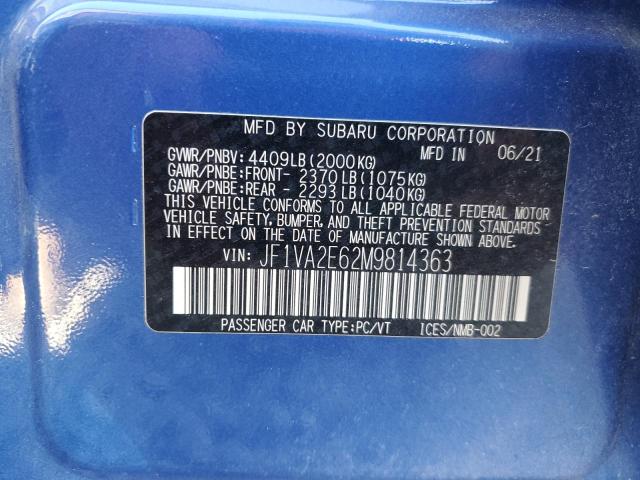 MFD BY SUBARU CORPORATION
GVWR/PNBV: 4409LB(2000KG) MFD IN 06/21
GAWR/PNBE:FRONT- 2370LB(1075KG)
GAWR/PNBE:REAR - 2293LB(1040KG)
THIS VEHICLE CONFORMS TO ALL APPLICABLE FEDERAL MOTOR
VEHICLE SAFETY, BUMPER, AND THEFT PREVENTION STANDARDS
IN EFFECT ON THE DATE OF MANUFACTURE SHOWN ABOVE.
VIN: JF1VA2E62M9814363
PASSENGER CAR TYPE:PC/VT ICES/NMB-002